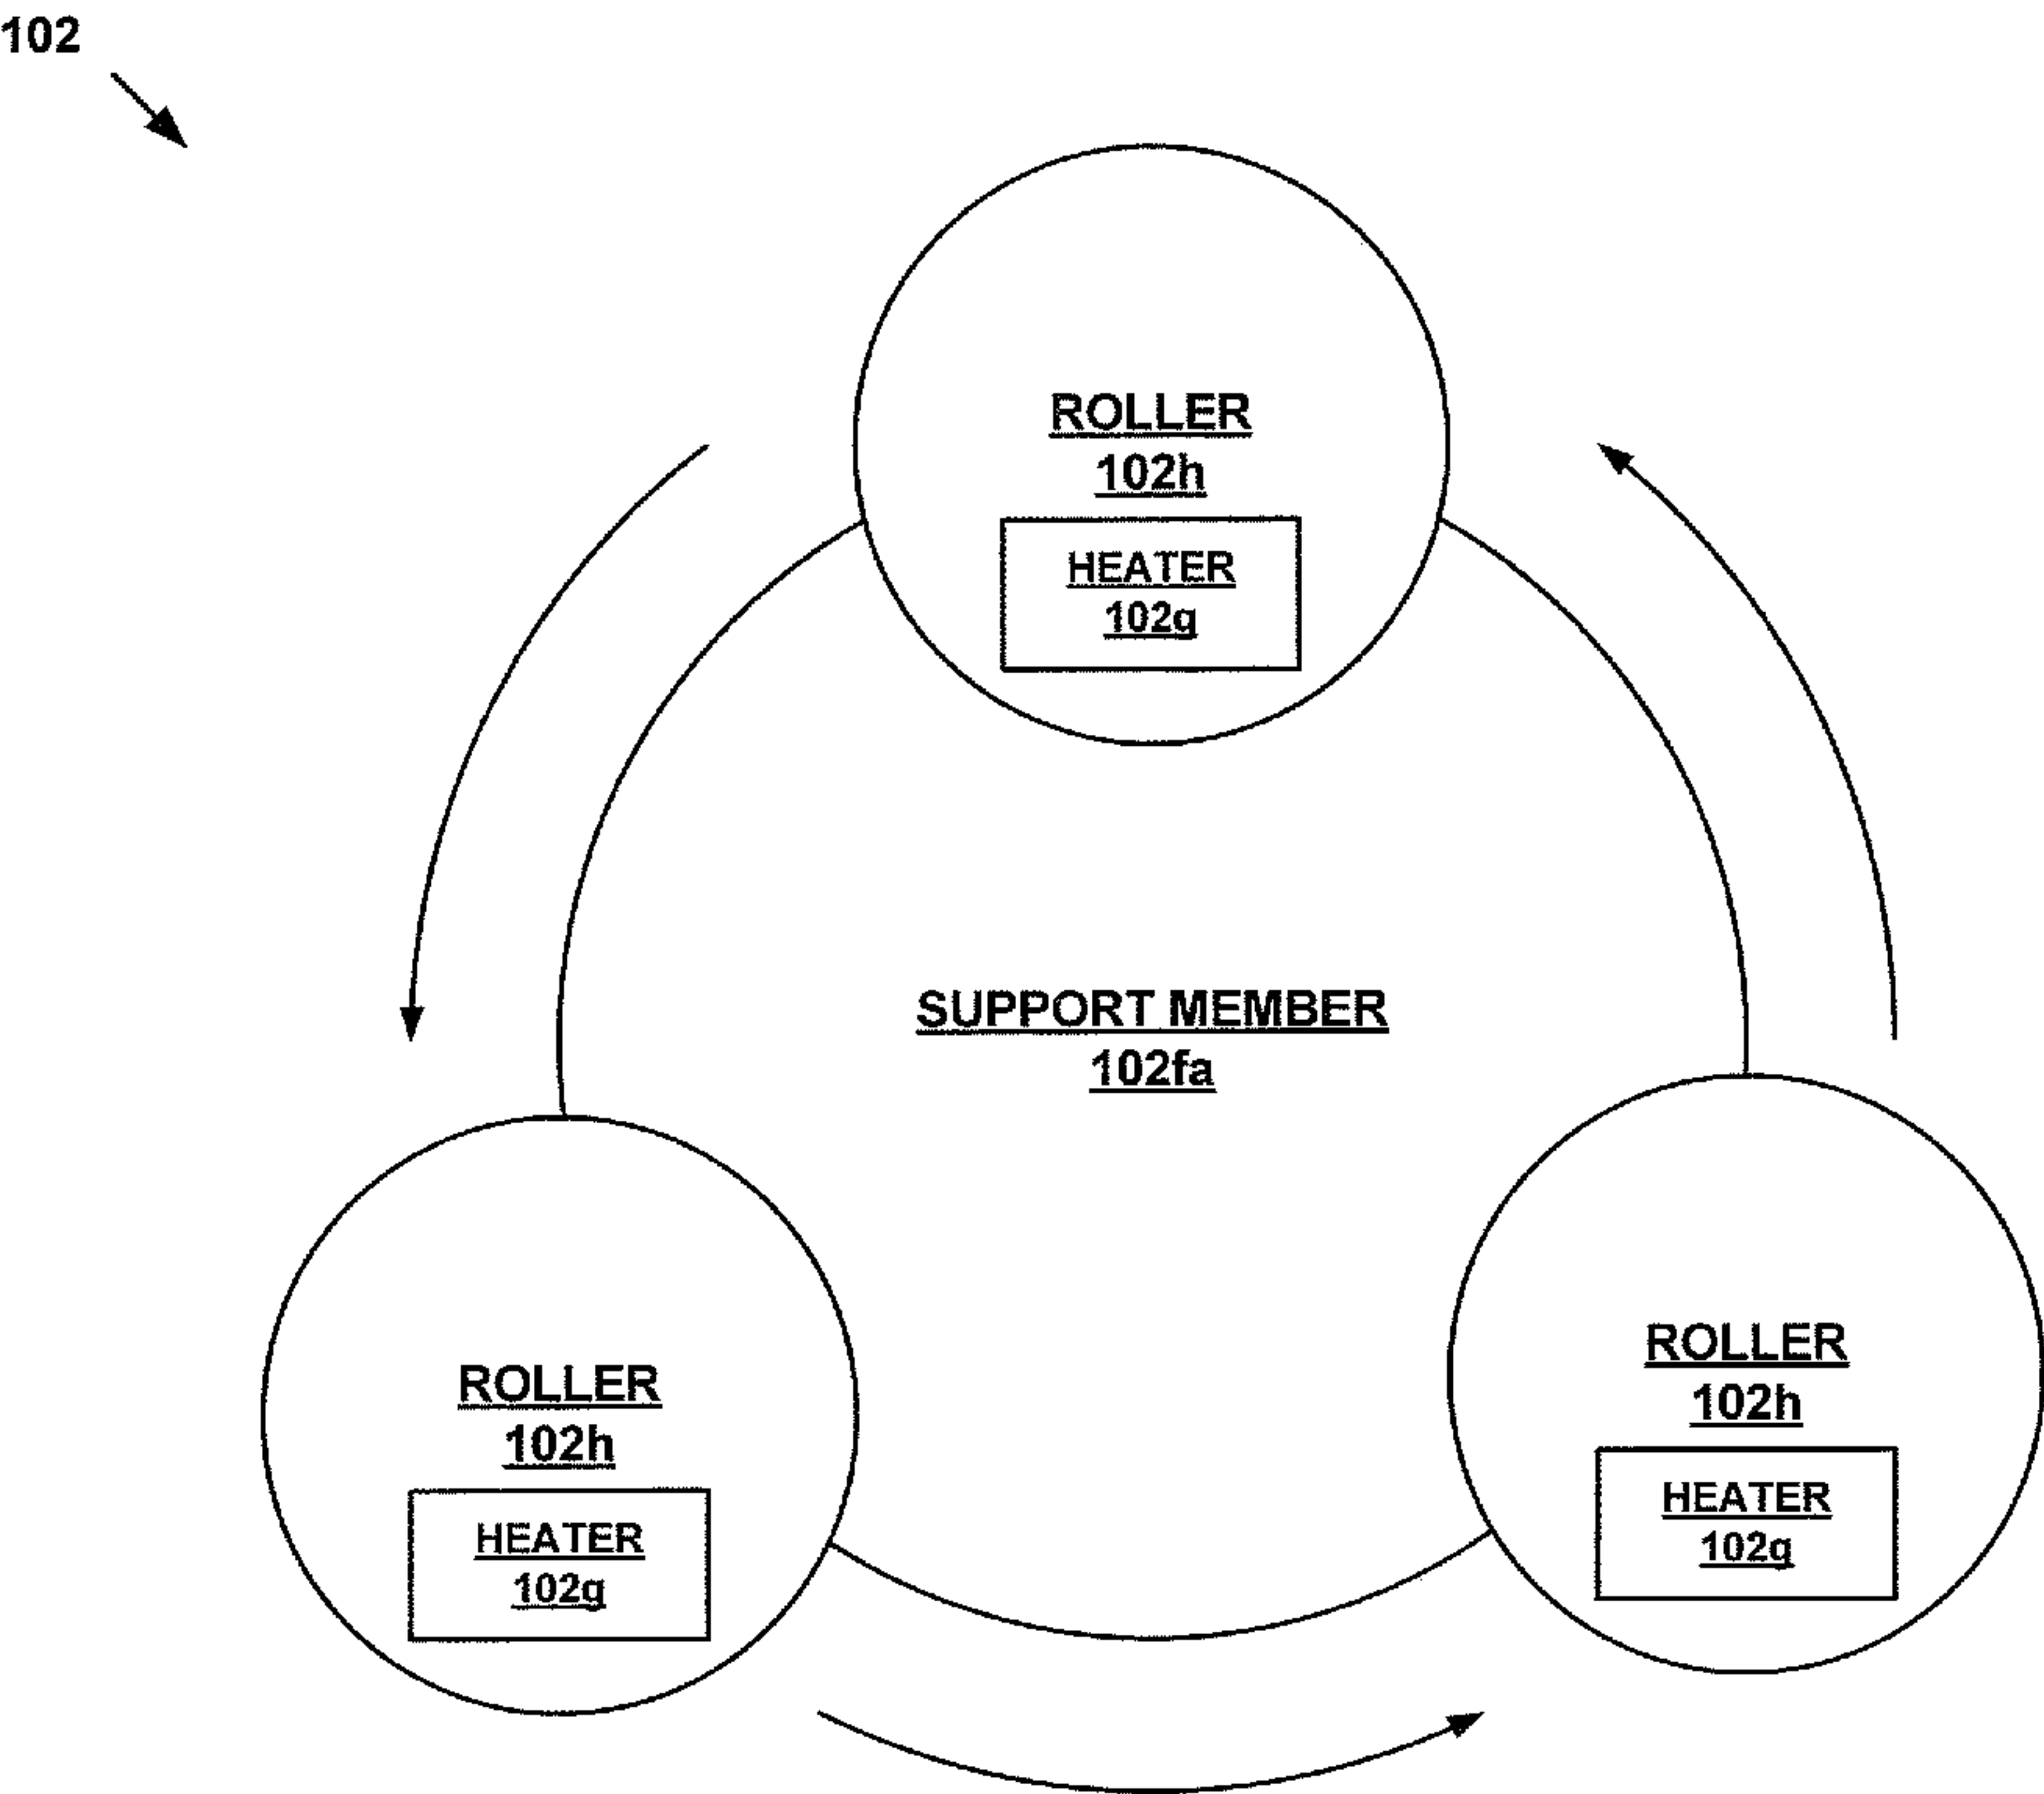 102
ROLLER
102h
HEATER
102g
SUPPORT MEMBER
102fa
ROLLER
102h
HEATER
102g
ROLLER
102h
HEATER
102g